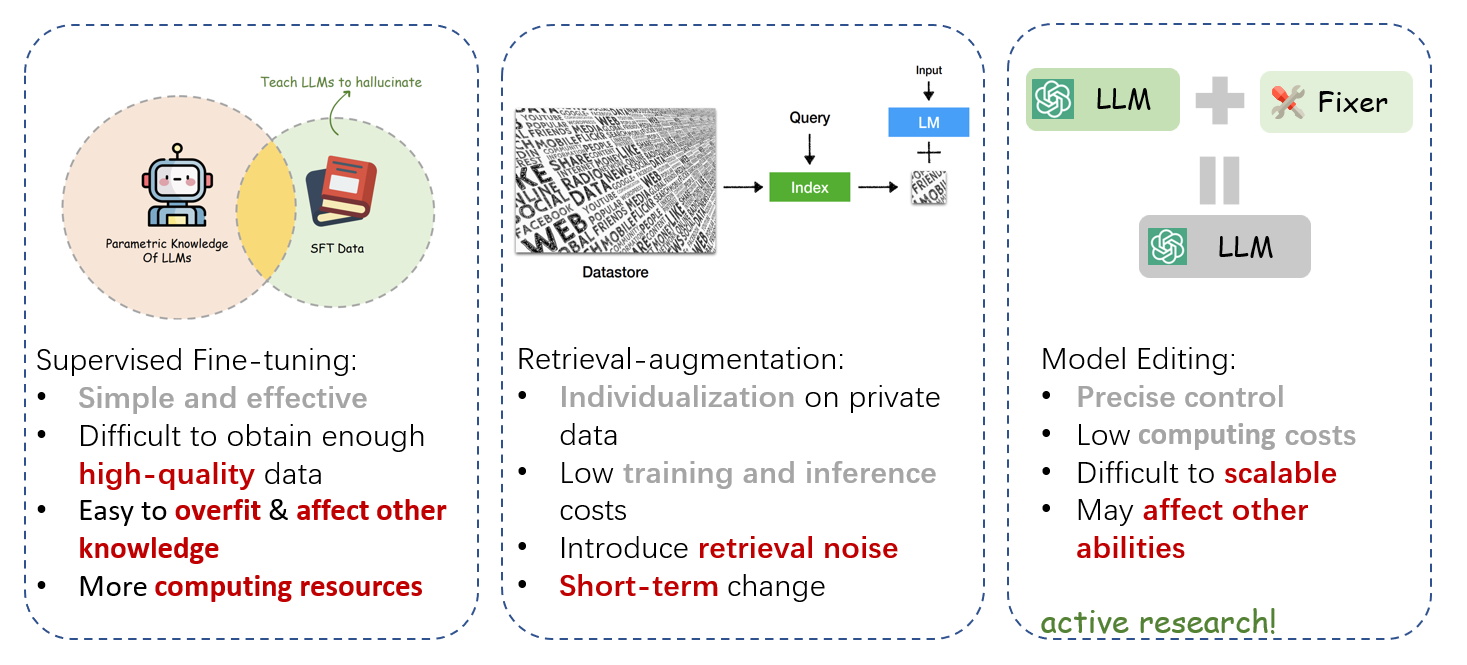 Teach LLMs to hallucinate
Parametric Knowledge
Of LLMs
SFT Data
Supervised Fine-tuning:
• Simple and effective
• Difficult to obtain enough
high-quality data
• Easy to overfit & affect other
knowledge
• More computing resources
Input
LM
Query
Index
Datastore
WEB
Retrieval-augmentation:
• Individualization on private
data
• Low training and inference
costs
• Introduce retrieval noise
• Short-term change
LLM
Fixer
LLM
Model Editing:
• Precise control
• Low computing costs
• Difficult to scalable
• May affect other
abilities
active research!